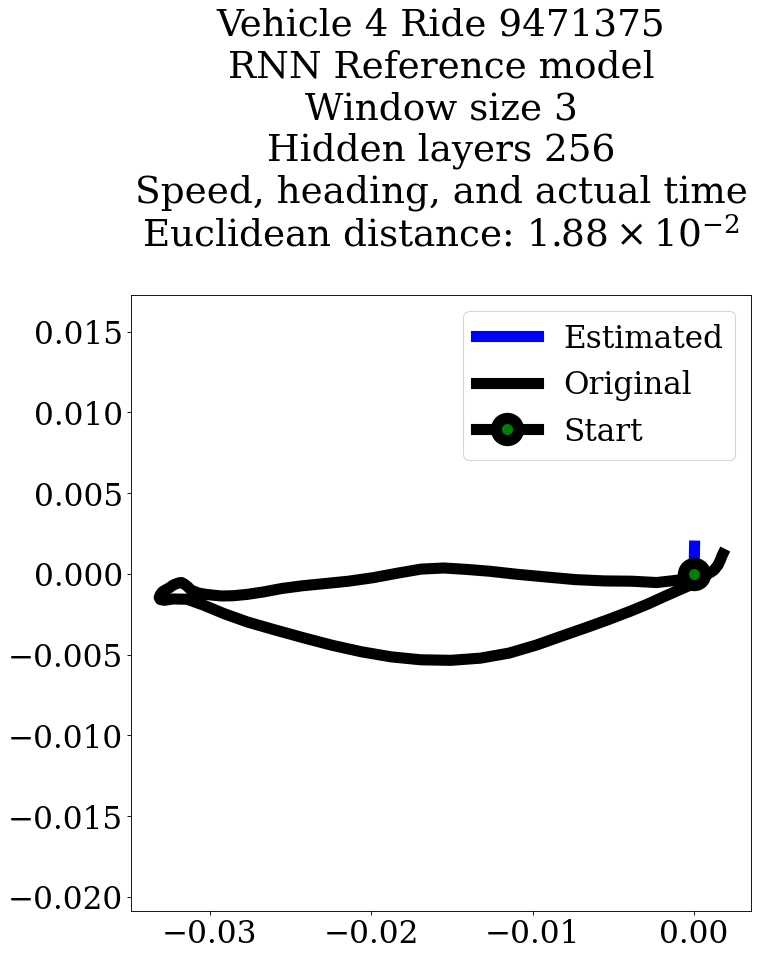 Vehicle 4 Ride 9471375
RNN Reference model
Window size 3
Hidden layers 256
Speed, heading, and actual time
Euclidean distance: 1.88 × 10⁻²
Estimated
Original
Start
0.015
0.010
0.005
0.000
−0.005
−0.010
−0.015
−0.020
−0.03 −0.02 −0.01 0.00